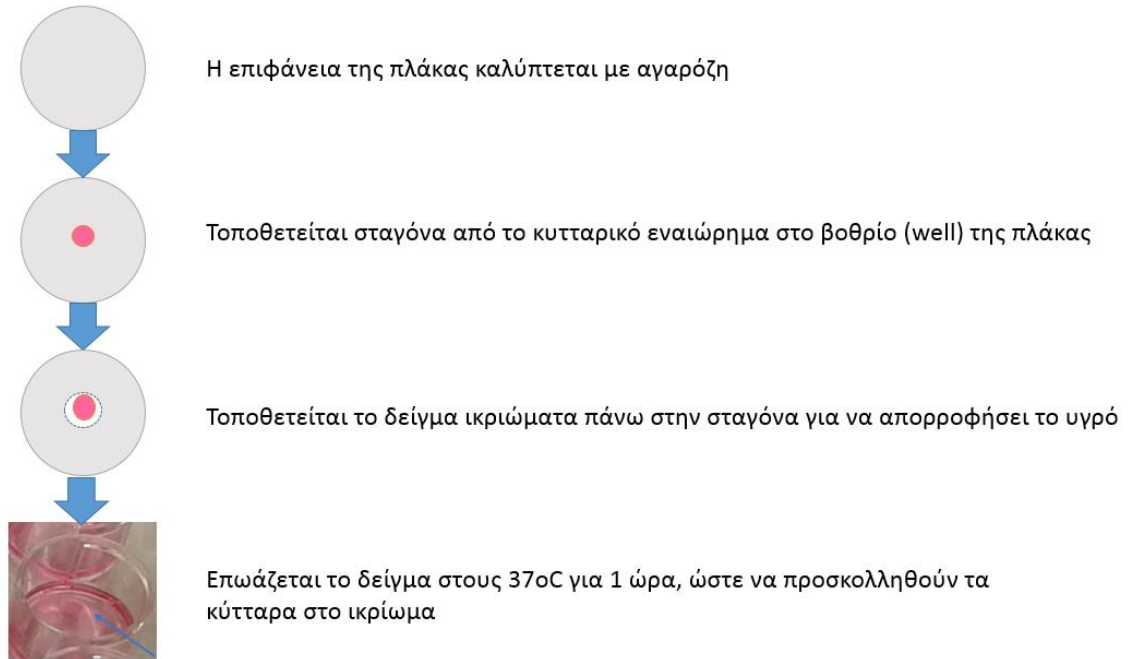 Η επιφάνεια της πλάκας καλύπτεται με αγαρόζη
Τοποθετείται σταγόνα από το κυτταρικό εναιώρημα στο βοθρίο (well) της πλάκας
Τοποθετείται το δείγμα ικριώματα πάνω στην σταγόνα για να απορροφήσει το υγρό
Επωάζεται το δείγμα στους 37oC για 1 ώρα, ώστε να προσκολληθούν τα
κύτταρα στο ικρίωμα